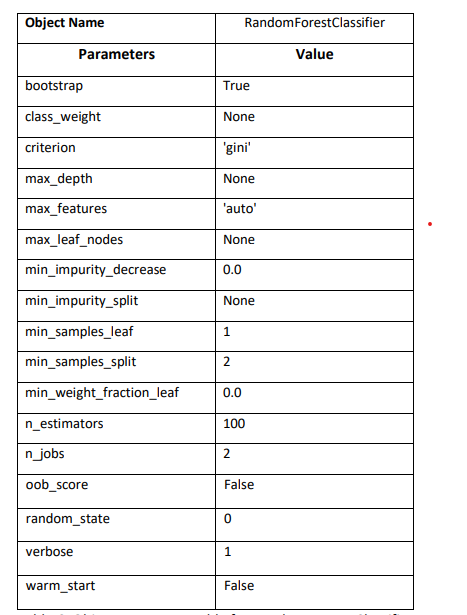 Object Name RandomForestClassifier
Parameters Value
bootstrap True
class_weight None
criterion 'gini'
max_depth None
max_features 'auto'
max_leaf_nodes None
min_impurity_decrease 0.0
min_impurity_split None
min_samples_leaf 1
min_samples_split 2
min_weight_fraction_leaf 0.0
n_estimators 100
n_jobs 2
oob_score False
random_state 0
verbose 1
warm_start False